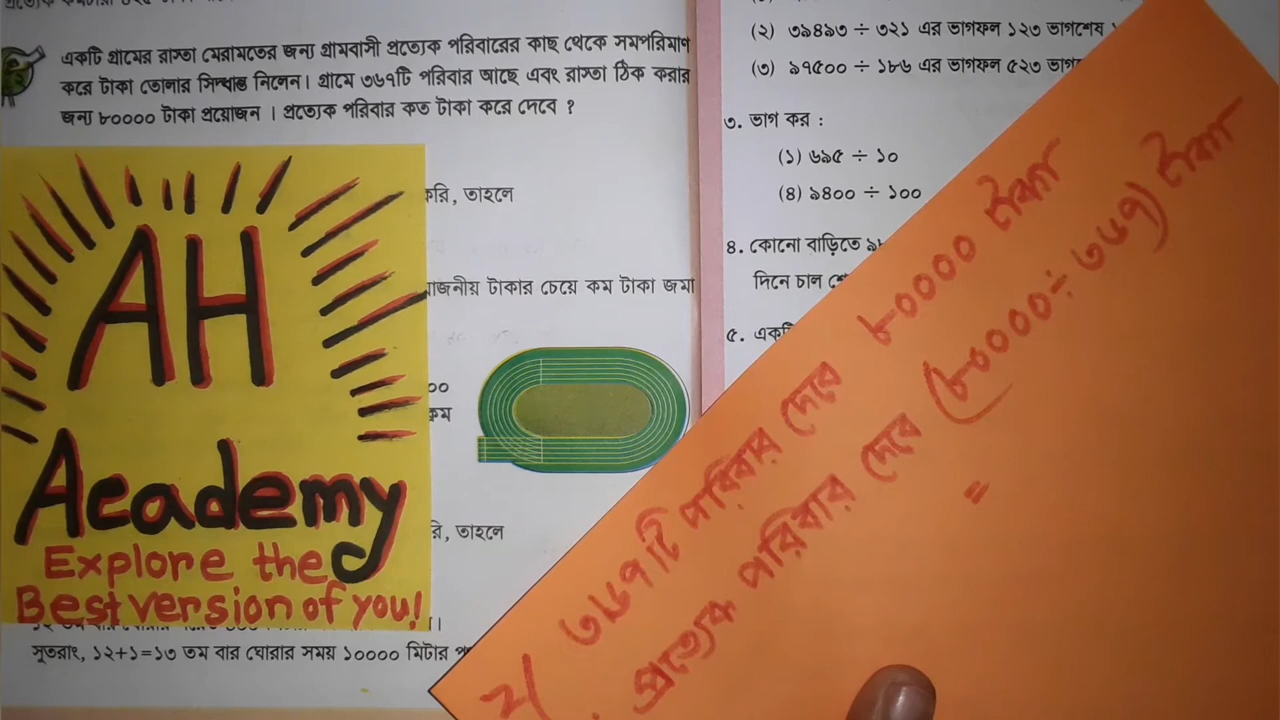 একটি গ্রামের রাস্তা মেরামতের জন্য গ্রামবাসী প্রত্যেক পরিবারের কাছ থেকে সমপরিমাণ
করে টাকা তোলার সিদ্ধান্ত নিলেন। গ্রামে ৩৬৭টি পরিবার আছে এবং রাস্তা ঠিক করার
জন্য ৮০০০০ টাকা প্রয়োজন । প্রত্যেক পরিবার কত টাকা করে দেবে ?
করি, তাহলে
টাকার চেয়ে কম টাকা জমা
০০
কম
রি, তাহলে
সুতরাং, ১২+১=১৩ তম বার ঘোরার সময় ১০০০০ মিটার
AH
Academy
Explore the
Best version of you!
(২) ৩৯৪৯৩ ÷ ৩২১ এর ভাগফল ১২৩ ভাগশেষ
(৩) ৯৭৫০০ ÷ ১৮৬ এর ভাগফল ৫২৩
৩. ভাগ কর :
(১) ৬৯৫ ÷ ১০
(৪) ৯৪০০ ÷ ১০০
৪. কোনো বাড়িতে
দিনে চাল
৫.
২) ৩৬৭টি পরিবার দেবে ৮০০০০ টাকা
প্রত্যেক পরিবার দেবে (৮০০০০÷৩৬৭) টাকা
=